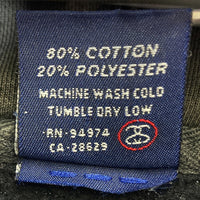 80% COTTON
20% POLYESTER
MACHINE WASH COLD
TUMBLE DRY LOW
-RN-94974
CA-28629